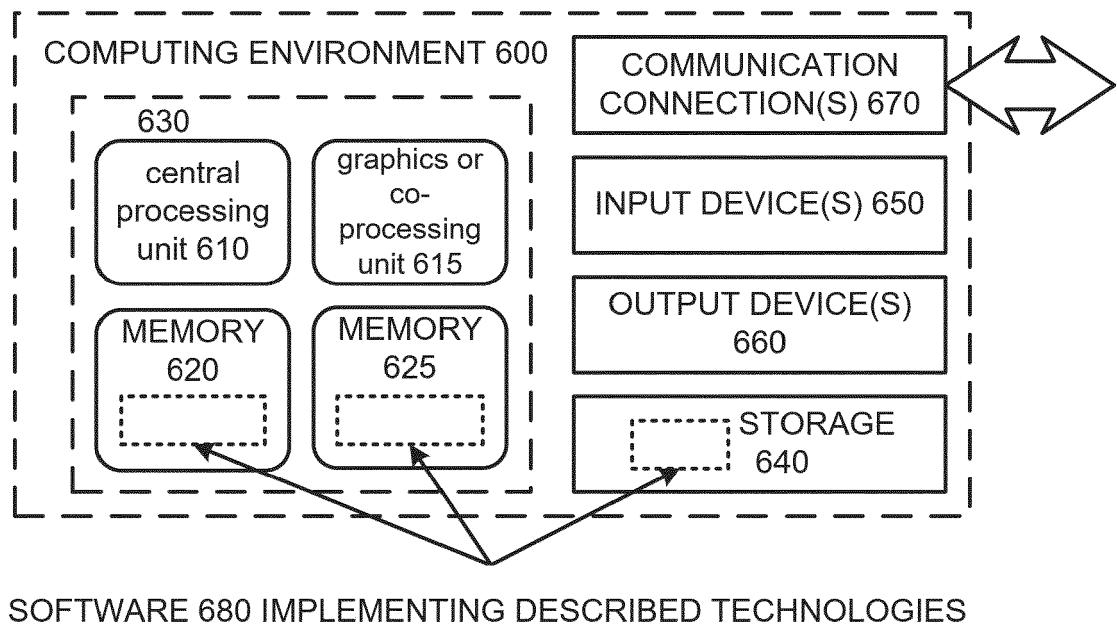 COMPUTING ENVIRONMENT 600
COMMUNICATION
CONNECTION(S) 670
630
central
processing
unit 610
graphics or
co-
processing
unit 615
INPUT DEVICE(S) 650
OUTPUT DEVICE(S)
660
MEMORY
620
MEMORY
625
STORAGE
640
SOFTWARE 680 IMPLEMENTING DESCRIBED TECHNOLOGIES